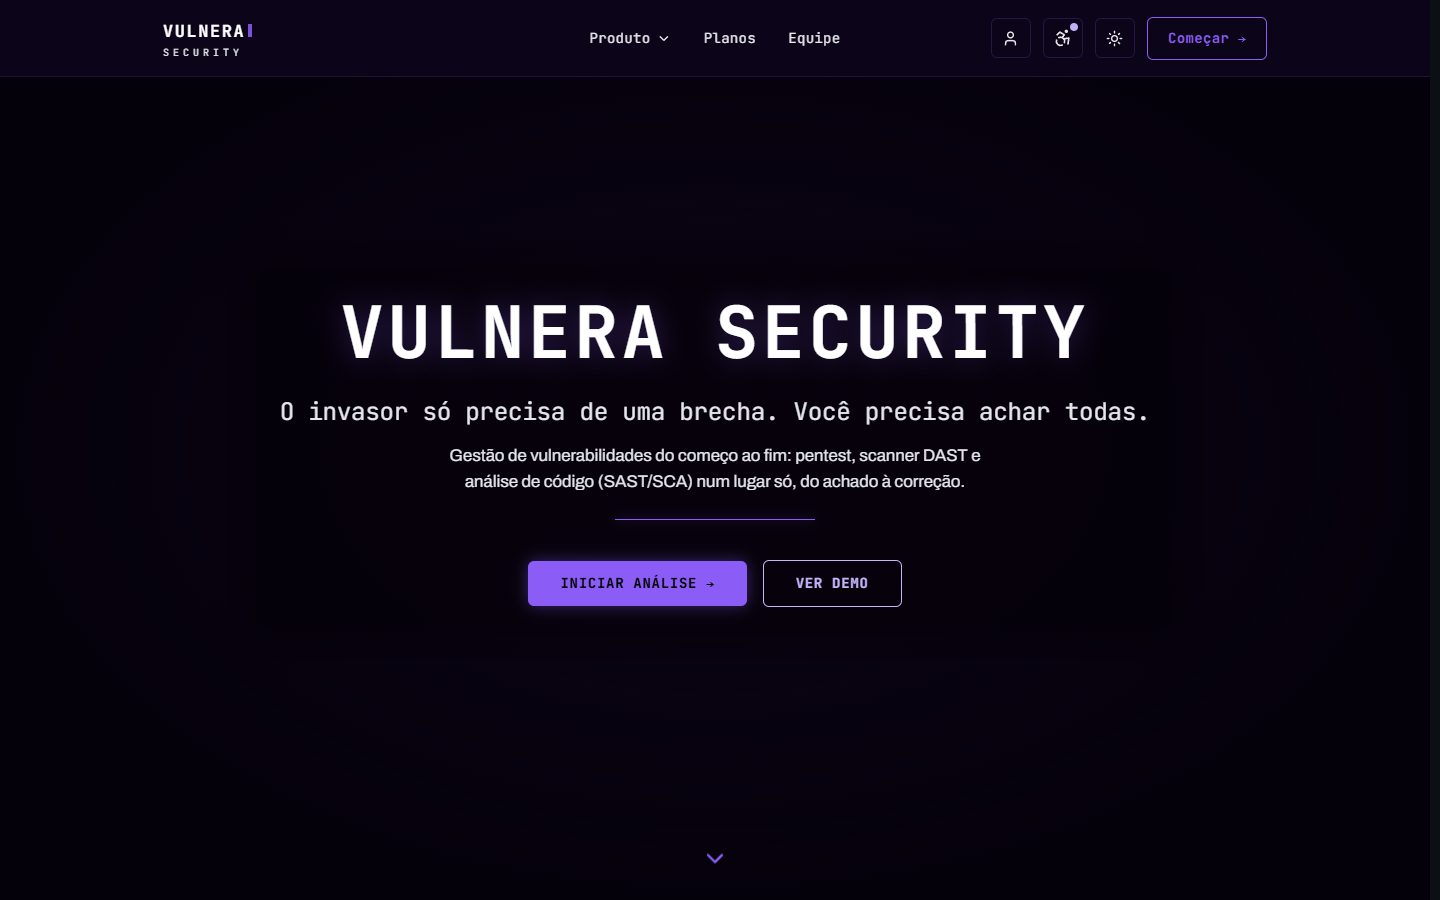 VULNERA
SECURITY
Produto
Planos
Equipe
Começar →
VULNERA SECURITY
O invasor só precisa de uma brecha. Você precisa achar todas.
Gestão de vulnerabilidades do começo ao fim: pentest, scanner DAST e
análise de código (SAST/SCA) num lugar só, do achado à correção.
INICIAR ANÁLISE →
VER DEMO